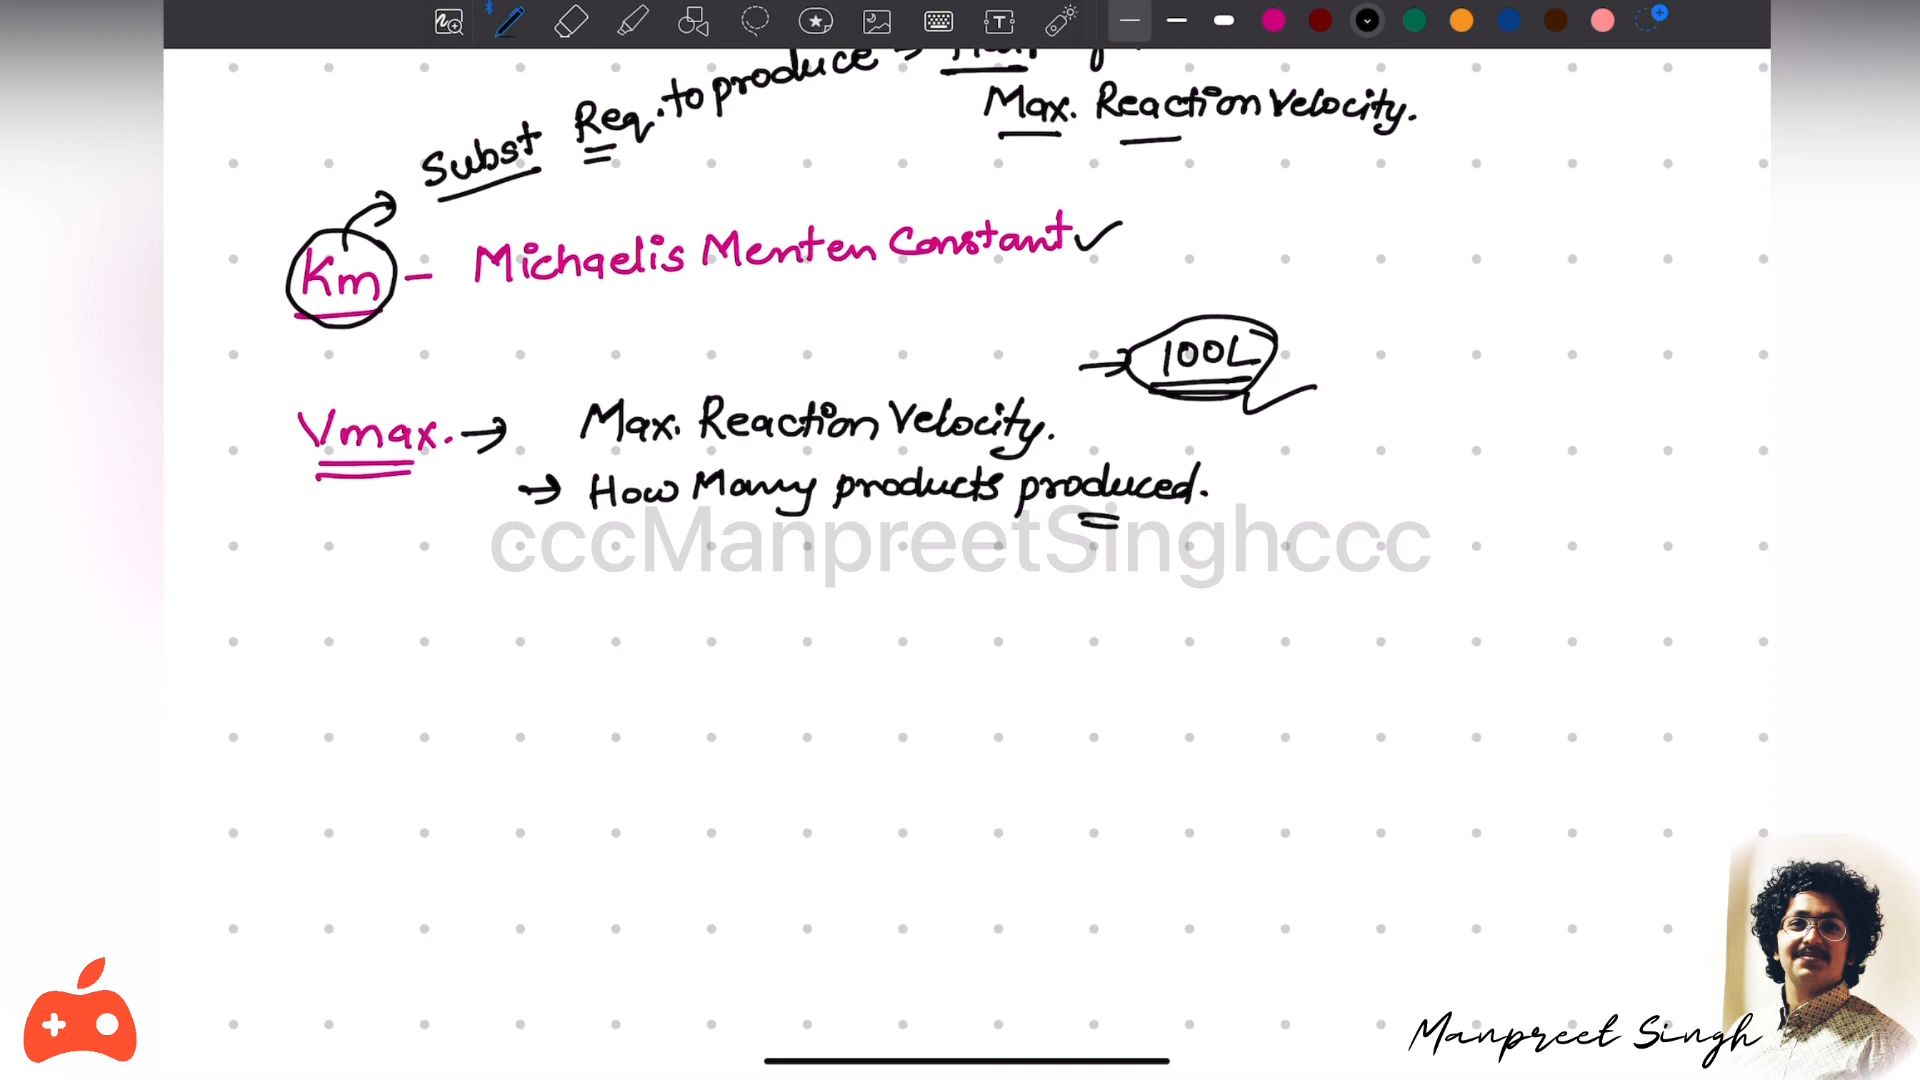 Subst Req. to produce →
Max. Reaction Velocity.
Km - Michaelis Menten Constant ✓
100L
Vmax. → Max. Reaction Velocity.
→ How Many products produced.
cccManpreetSinghccc
Manpreet Singh